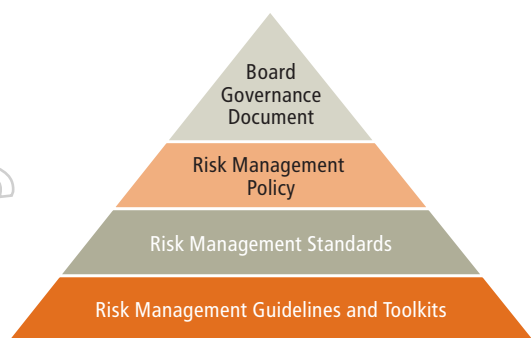 Board
Governance
Document
Risk Management
Policy
Risk Management Standards
Risk Management Guidelines and Toolkits